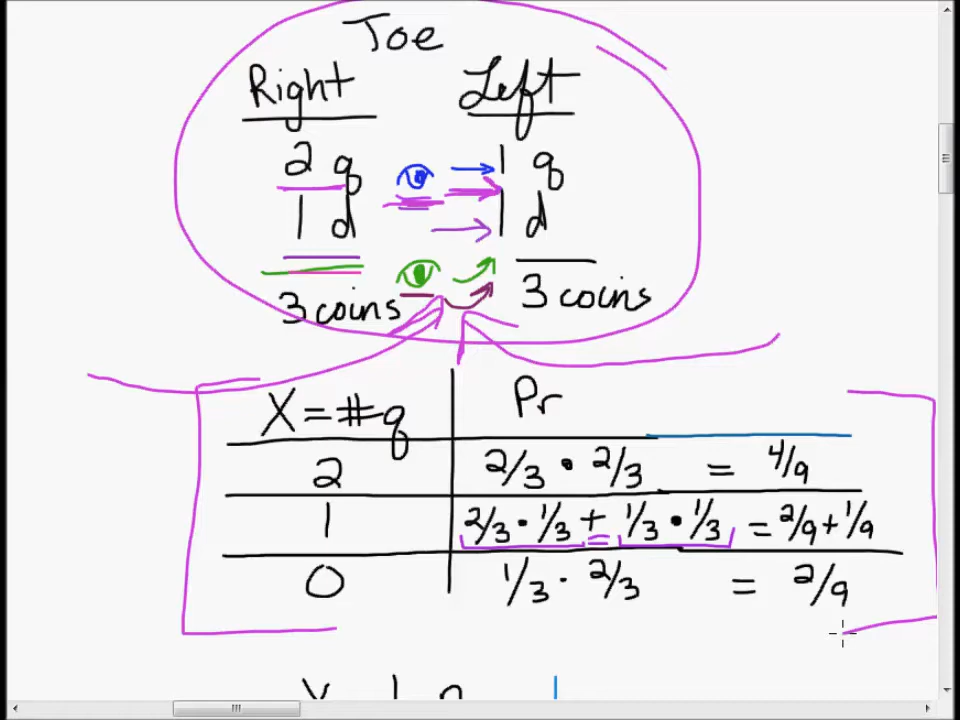 Joe
Right Left
2 q 1 q
1 d 1 d
3 coins 3 coins
X = #q Pr
2 2/3 · 2/3 = 4/9
1 2/3 · 1/3 + 1/3 · 1/3 = 2/9 + 1/9
0 1/3 · 2/3 = 2/9